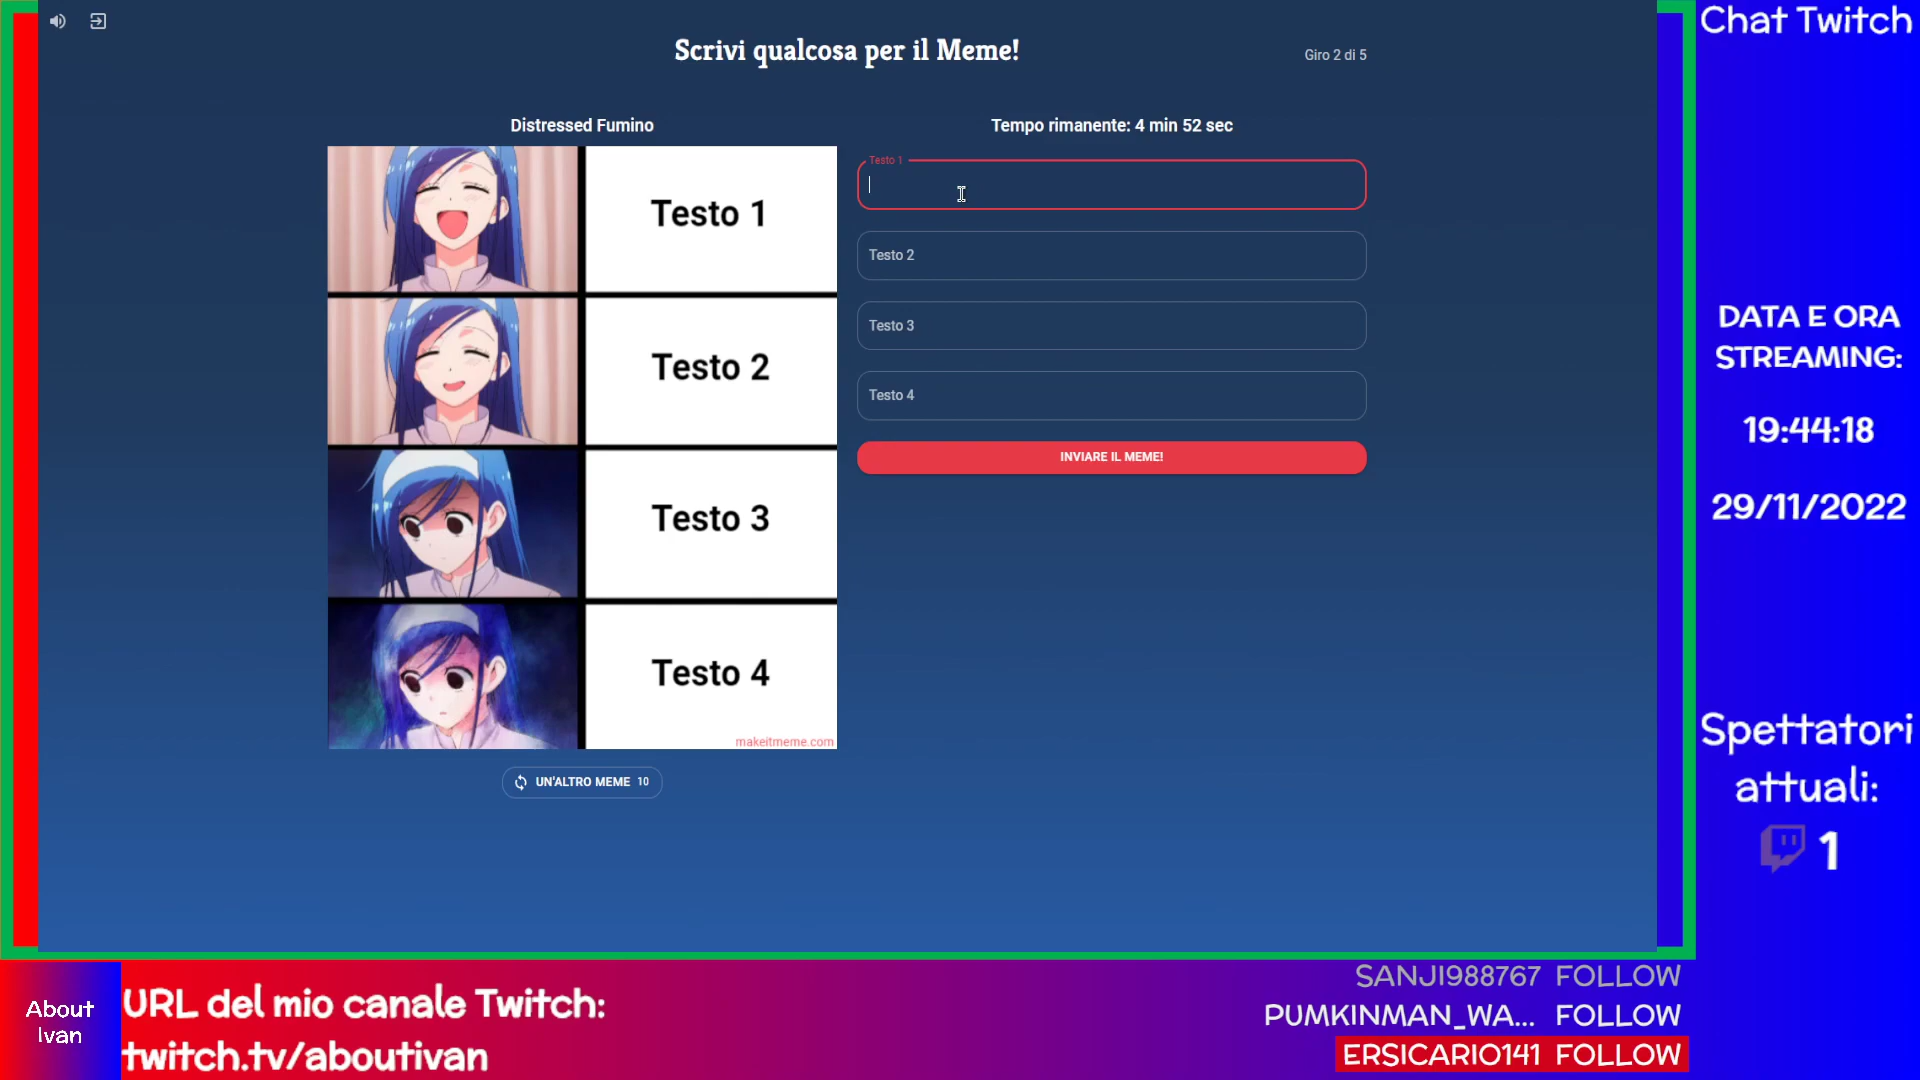 Scrivi qualcosa per il Meme!
Giro 2 di 5
Distressed Fumino
Tempo rimanente: 4 min 52 sec
Testo 1
Testo 2
Testo 3
Testo 4
makeitmeme.com
UN'ALTRO MEME 10
Testo 1
Testo 2
Testo 3
Testo 4
INVIARE IL MEME!
Chat Twitch
DATA E ORA
STREAMING:
19:44:18
29/11/2022
Spettatori
attuali:
1
About
Ivan
URL del mio canale Twitch:
twitch.tv/aboutivan
SANJI988767 FOLLOW
PUMKINMAN_WA... FOLLOW
ERSICARIO141 FOLLOW